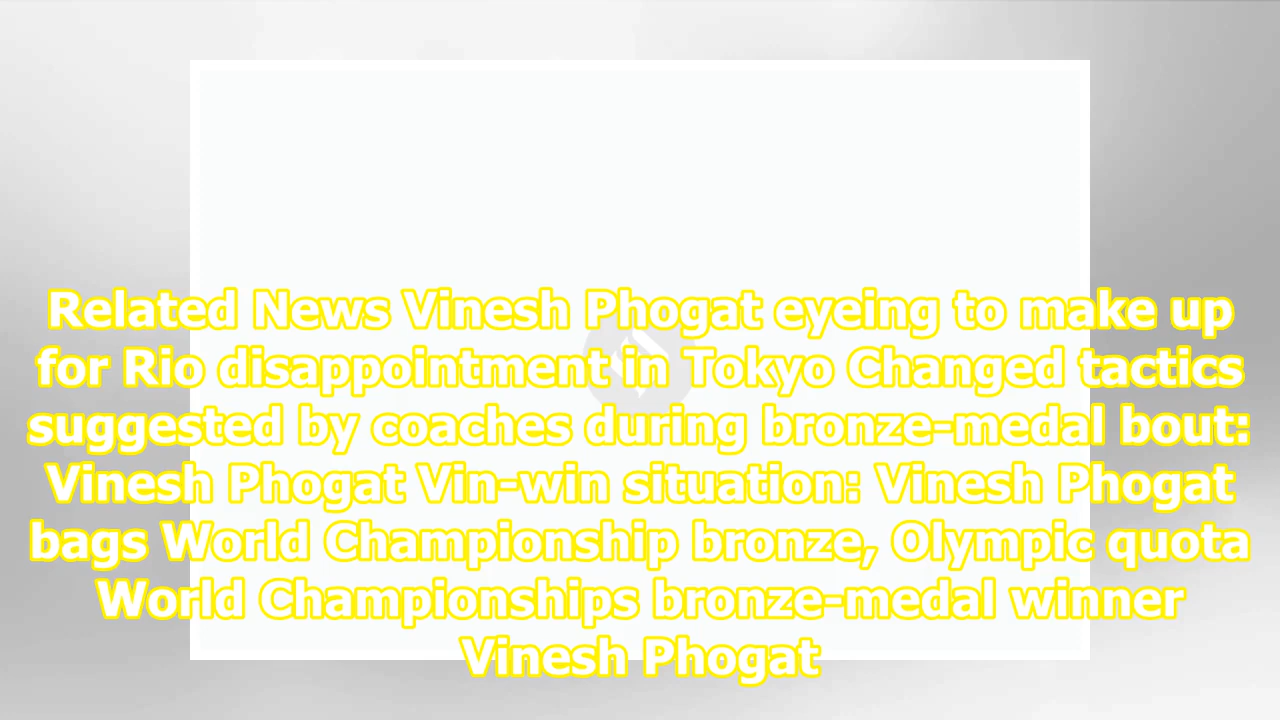 Related News Vinesh Phogat eyeing to make up
for Rio disappointment in Tokyo Changed tactics
suggested by coaches during bronze-medal bout:
Vinesh Phogat Vin-win situation: Vinesh Phogat
bags World Championship bronze, Olympic quota
World Championships bronze-medal winner
Vinesh Phogat